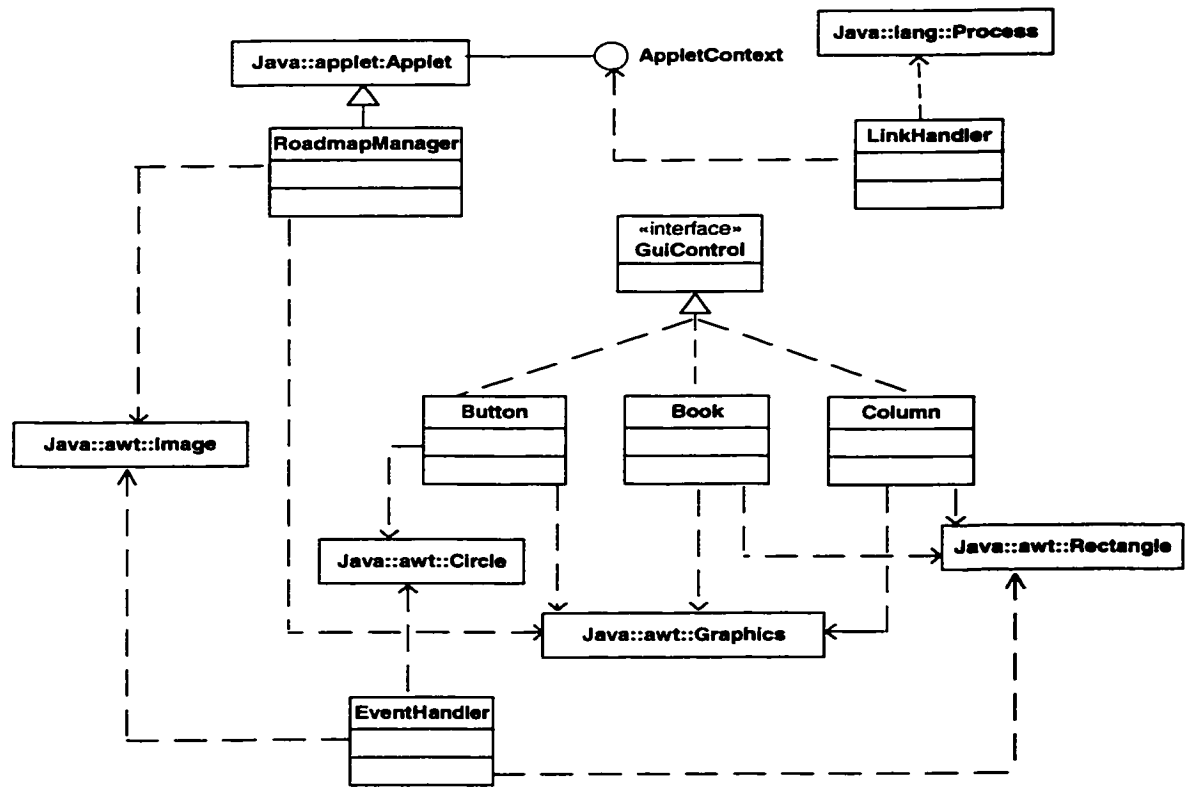 Java::lang::Process
Java::applet:Applet
AppletContext
RoadmapManager
LinkHandler
«interface»
GuiControl
Button
Book
Column
Java::awt::Image
Java::awt::Circle
Java::awt::Rectangle
Java::awt::Graphics
EventHandler